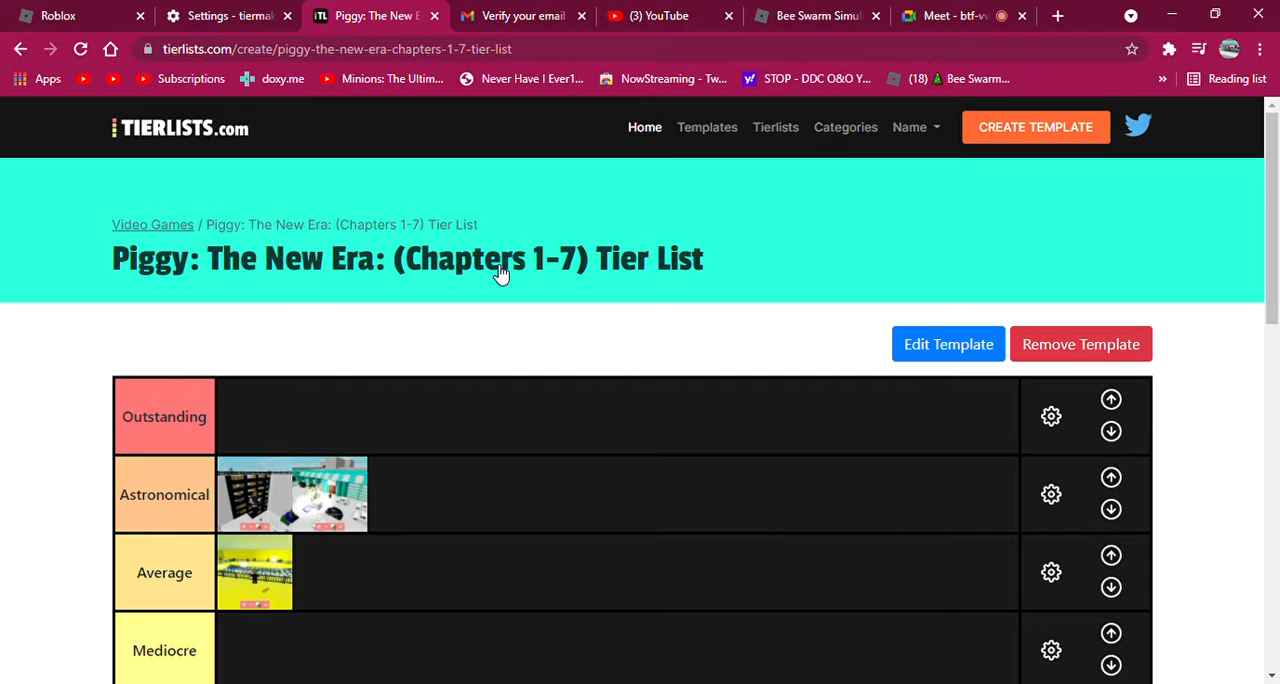 Roblox
Settings - tiermak
Piggy: The New E
Verify your email
(3) YouTube
Bee Swarm Simul
Meet - btf-vv
tierlists.com/create/piggy-the-new-era-chapters-1-7-tier-list
Apps
Subscriptions
doxy.me
Minions: The Ultim...
Never Have I Ever1...
NowStreaming - Tw...
STOP - DDC O&O Y...
(18) Bee Swarm...
»
Reading list
TIERLISTS.com
Home
Templates
Tierlists
Categories
Name
CREATE TEMPLATE
Video Games / Piggy: The New Era: (Chapters 1-7) Tier List
Piggy: The New Era: (Chapters 1-7) Tier List
Edit Template
Remove Template
Outstanding
Astronomical
Average
Mediocre